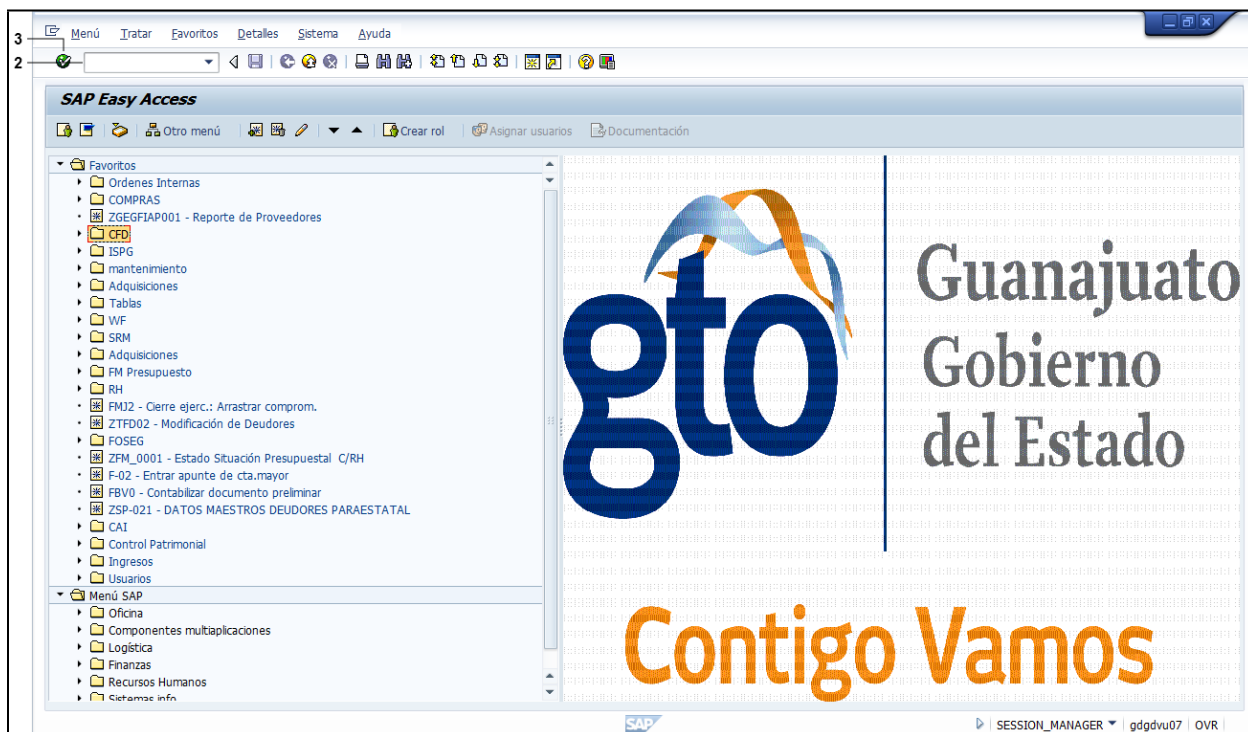 Menú Tratar Favoritos Detalles Sistema Ayuda
3
2
SAP Easy Access
Otro menú Crear rol Asignar usuarios Documentación
Favoritos
Ordenes Internas
COMPRAS
ZGEGFIAP001 - Reporte de Proveedores
CFD
ISPG
mantenimiento
Adquisiciones
Tablas
WF
SRM
Adquisiciones
FM Presupuesto
RH
FMJ2 - Cierre ejerc.: Arrastrar comprom.
ZTFD02 - Modificación de Deudores
FOSEG
ZFM_0001 - Estado Situación Presupuestal C/RH
F-02 - Entrar apunte de cta.mayor
FBV0 - Contabilizar documento preliminar
ZSP-021 - DATOS MAESTROS DEUDORES PARAESTATAL
CAI
Control Patrimonial
Ingresos
Usuarios
Menú SAP
Oficina
Componentes multiaplicaciones
Logística
Finanzas
Recursos Humanos
Sistemas info
gto
Guanajuato
Gobierno
del Estado
Contigo Vamos
SAP
SESSION_MANAGER gdgdvu07 OVR